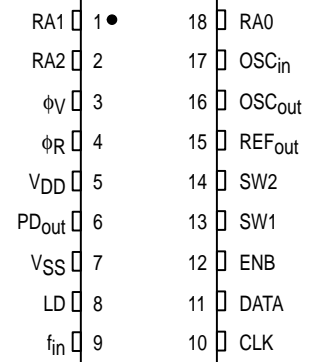 RA1 1 18 RA0
RA2 2 17 OSCin
ϕV 3 16 OSCout
ϕR 4 15 REFout
VDD 5 14 SW2
PDout 6 13 SW1
VSS 7 12 ENB
LD 8 11 DATA
fin 9 10 CLK